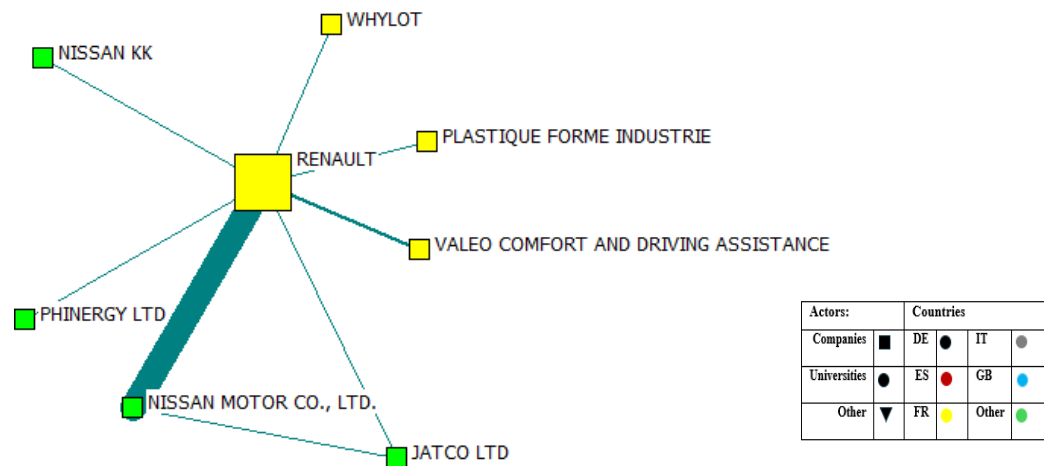 WHYLOT
NISSAN KK
PLASTIQUE FORME INDUSTRIE
RENAULT
VALEO COMFORT AND DRIVING ASSISTANCE
PHINERGY LTD
NISSAN MOTOR CO., LTD.
JATCO LTD
Actors: Countries
Companies DE IT
Universities ES GB
Other FR Other